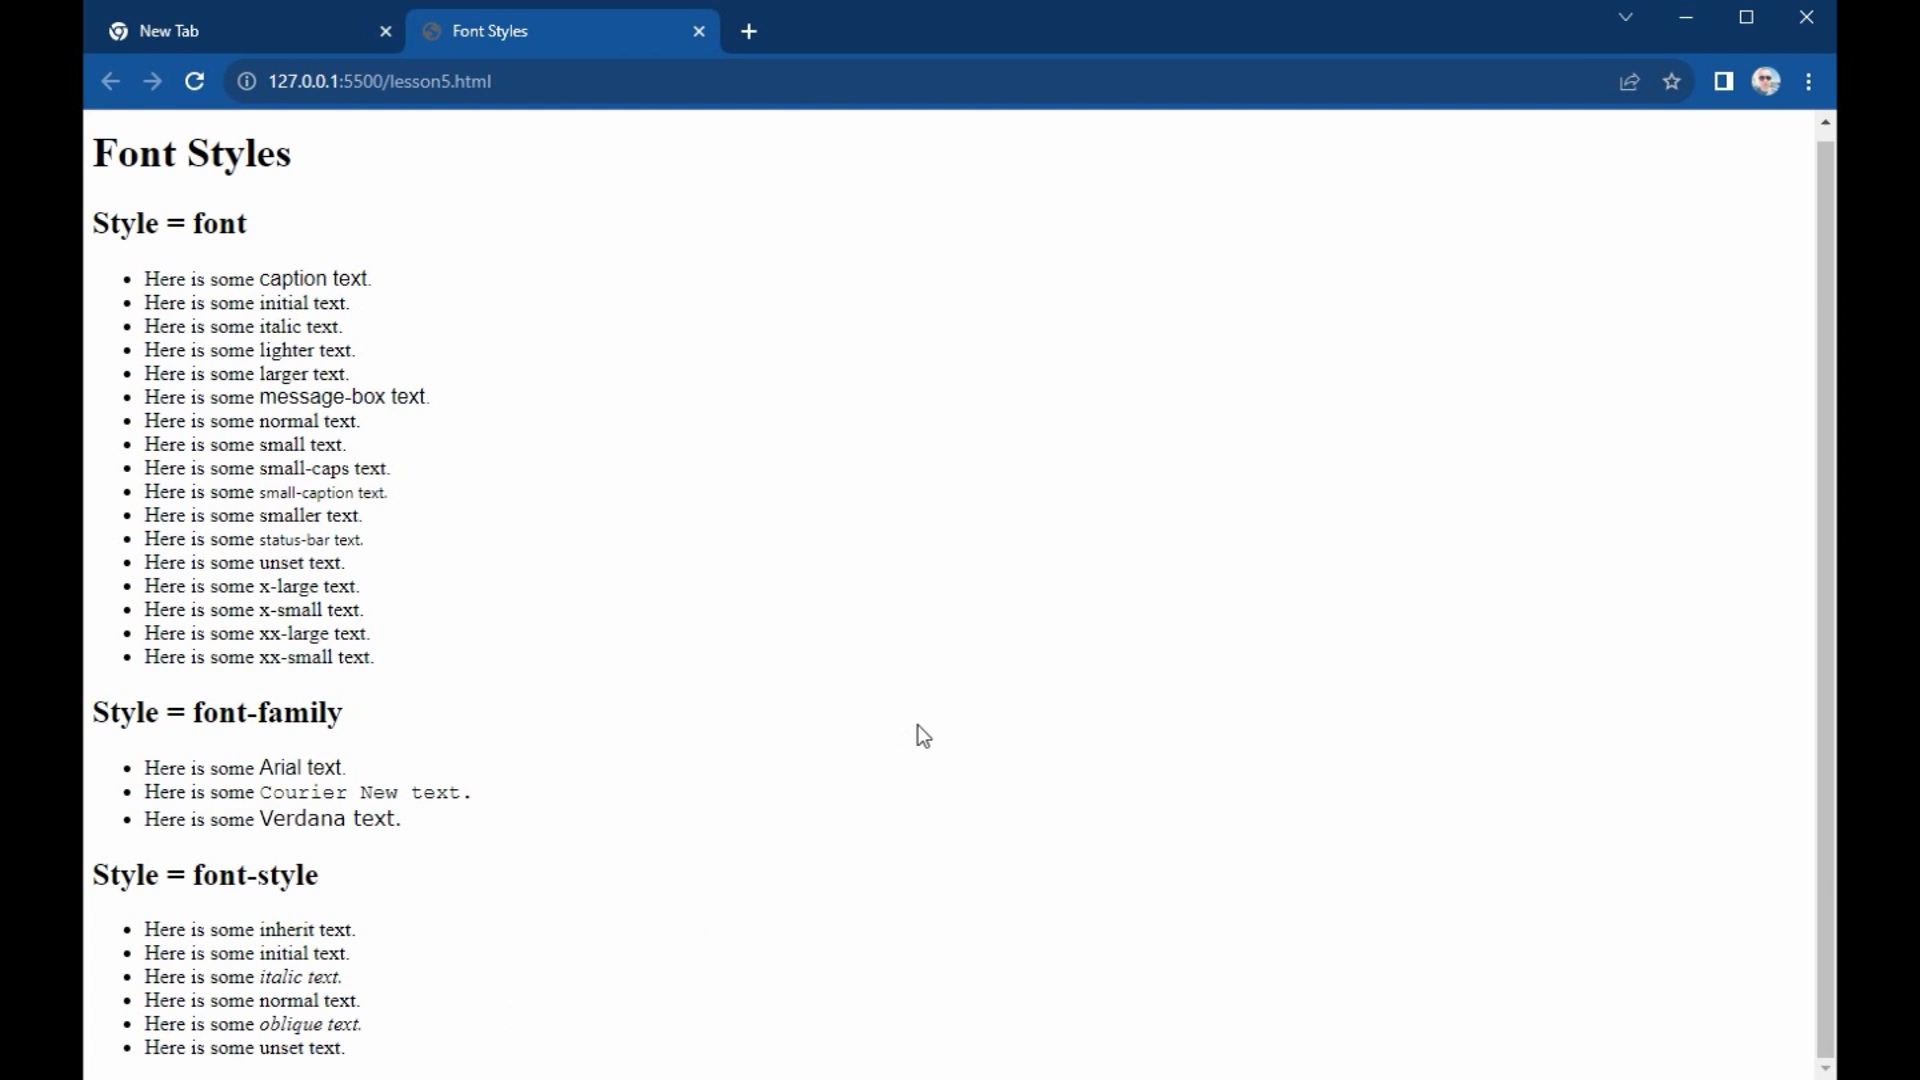 New Tab
Font Styles
127.0.0.1:5500/lesson5.html
Font Styles
Style = font
Here is some caption text.
Here is some initial text.
Here is some italic text.
Here is some lighter text.
Here is some larger text.
Here is some message-box text.
Here is some normal text.
Here is some small text.
Here is some small-caps text.
Here is some small-caption text.
Here is some smaller text.
Here is some status-bar text.
Here is some unset text.
Here is some x-large text.
Here is some x-small text.
Here is some xx-large text.
Here is some xx-small text.
Style = font-family
Here is some Arial text.
Here is some Courier New text.
Here is some Verdana text.
Style = font-style
Here is some inherit text.
Here is some initial text.
Here is some italic text.
Here is some normal text.
Here is some oblique text.
Here is some unset text.